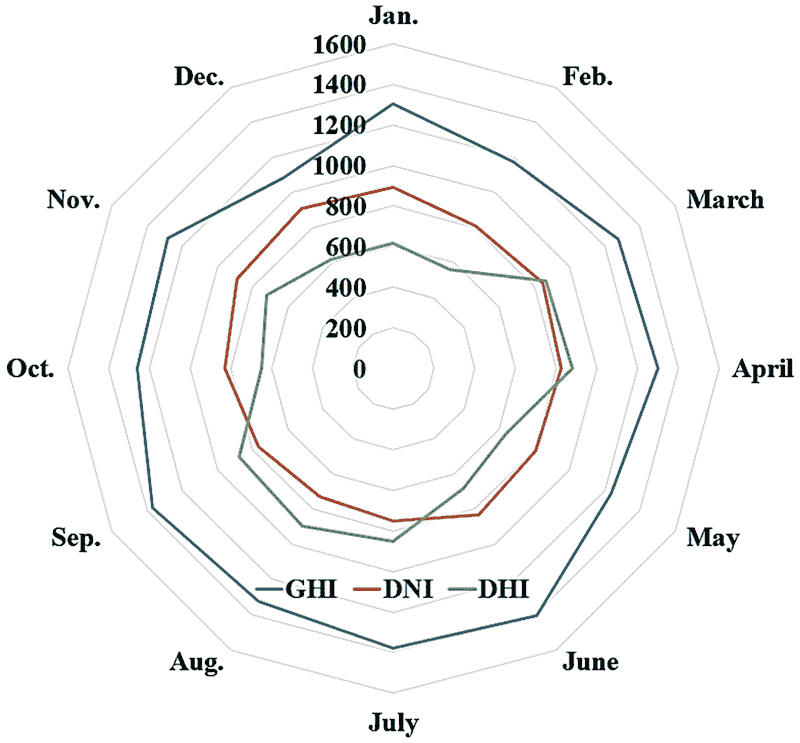 Jan.
1600
Feb.
Dec.
1400
1200
1000
Nov.
March
800
600
400
200
Oct.
0
April
Sep.
May
GHI DNI DHI
Aug.
June
July